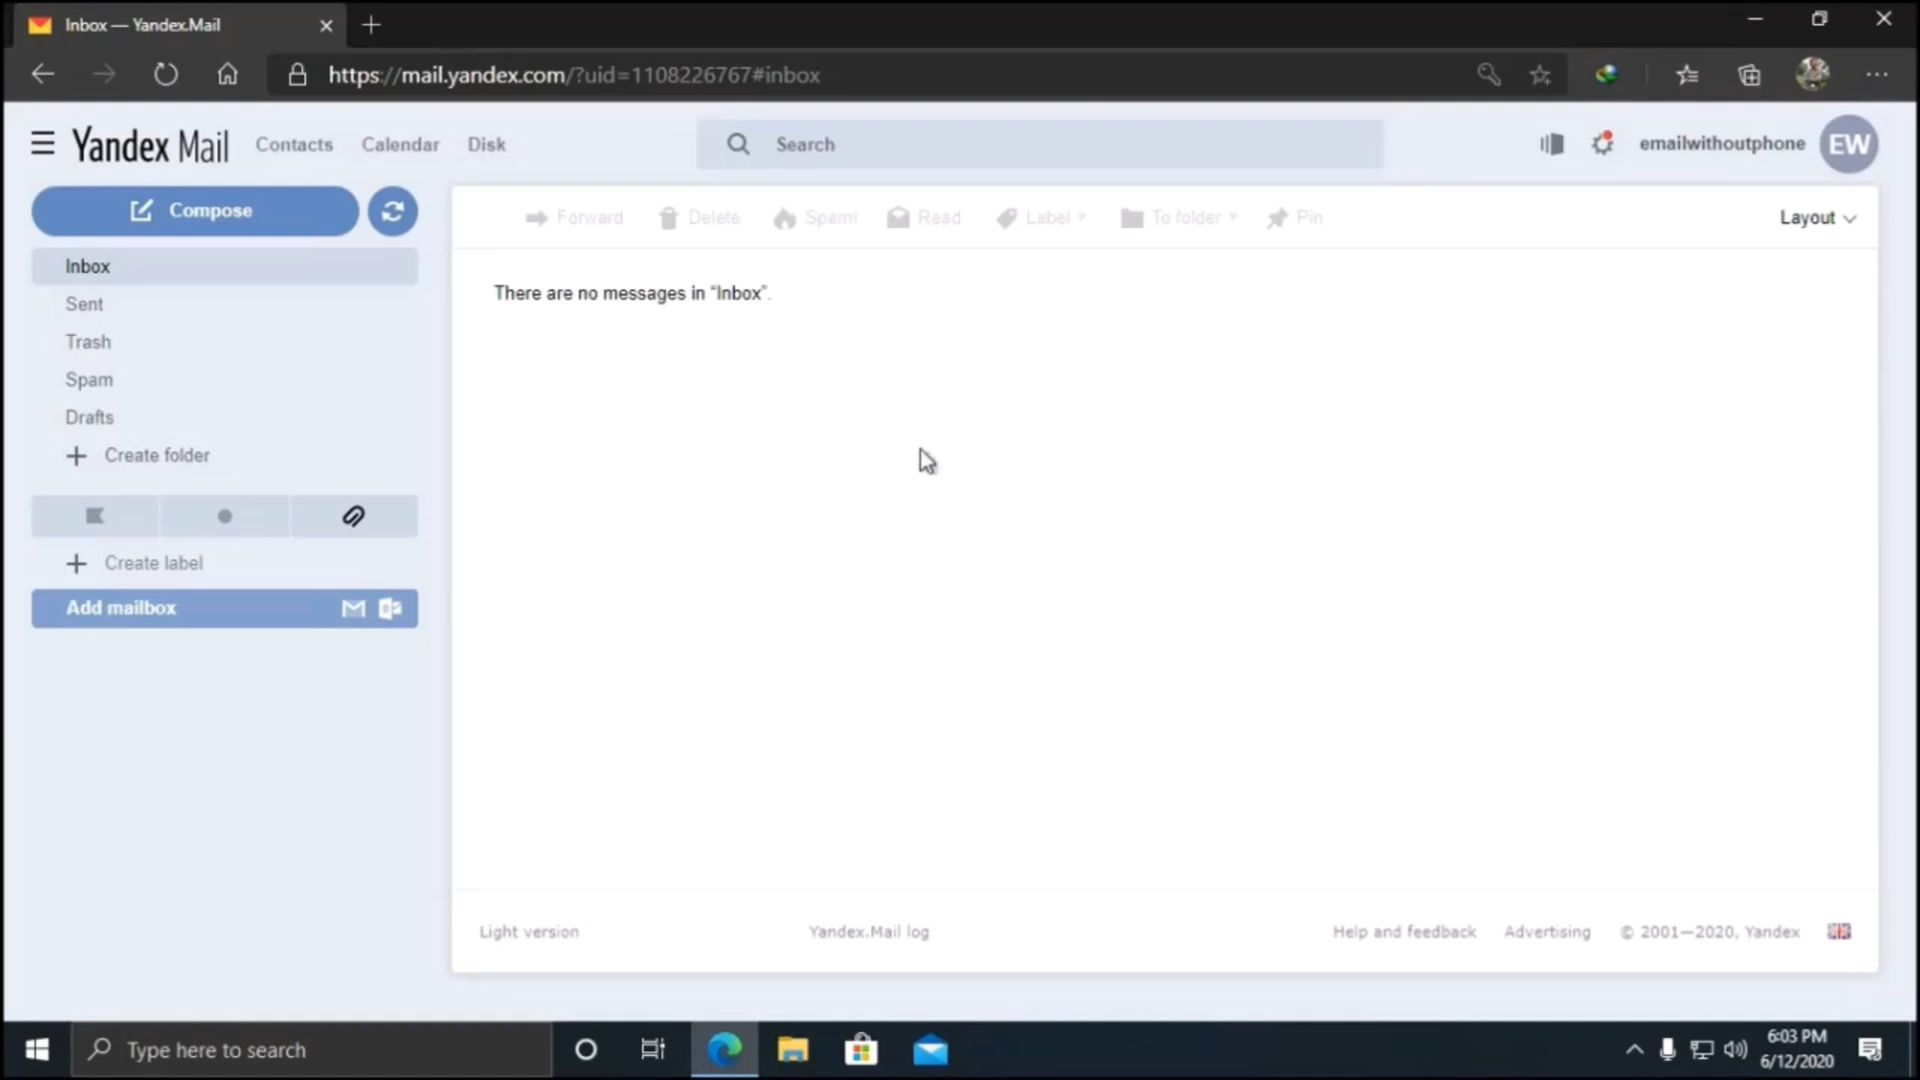 Inbox — Yandex.Mail
https://mail.yandex.com/?uid=1108226767#inbox
Yandex Mail
Contacts
Calendar
Disk
Search
emailwithoutphone
EW
Compose
Forward
Delete
Spam!
Read
Label
To folder
Pin
Layout
Inbox
Sent
Trash
Spam
Drafts
Create folder
Create label
Add mailbox
There are no messages in “Inbox”.
Light version
Yandex.Mail log
Help and feedback
Advertising
© 2001—2020, Yandex
Type here to search
6:03 PM
6/12/2020